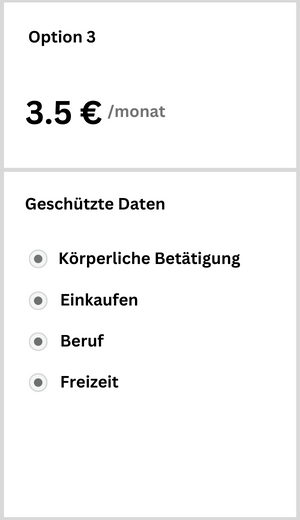 Option 3
3.5 € /monat
Geschützte Daten
Körperliche Betätigung
Einkaufen
Beruf
Freizeit